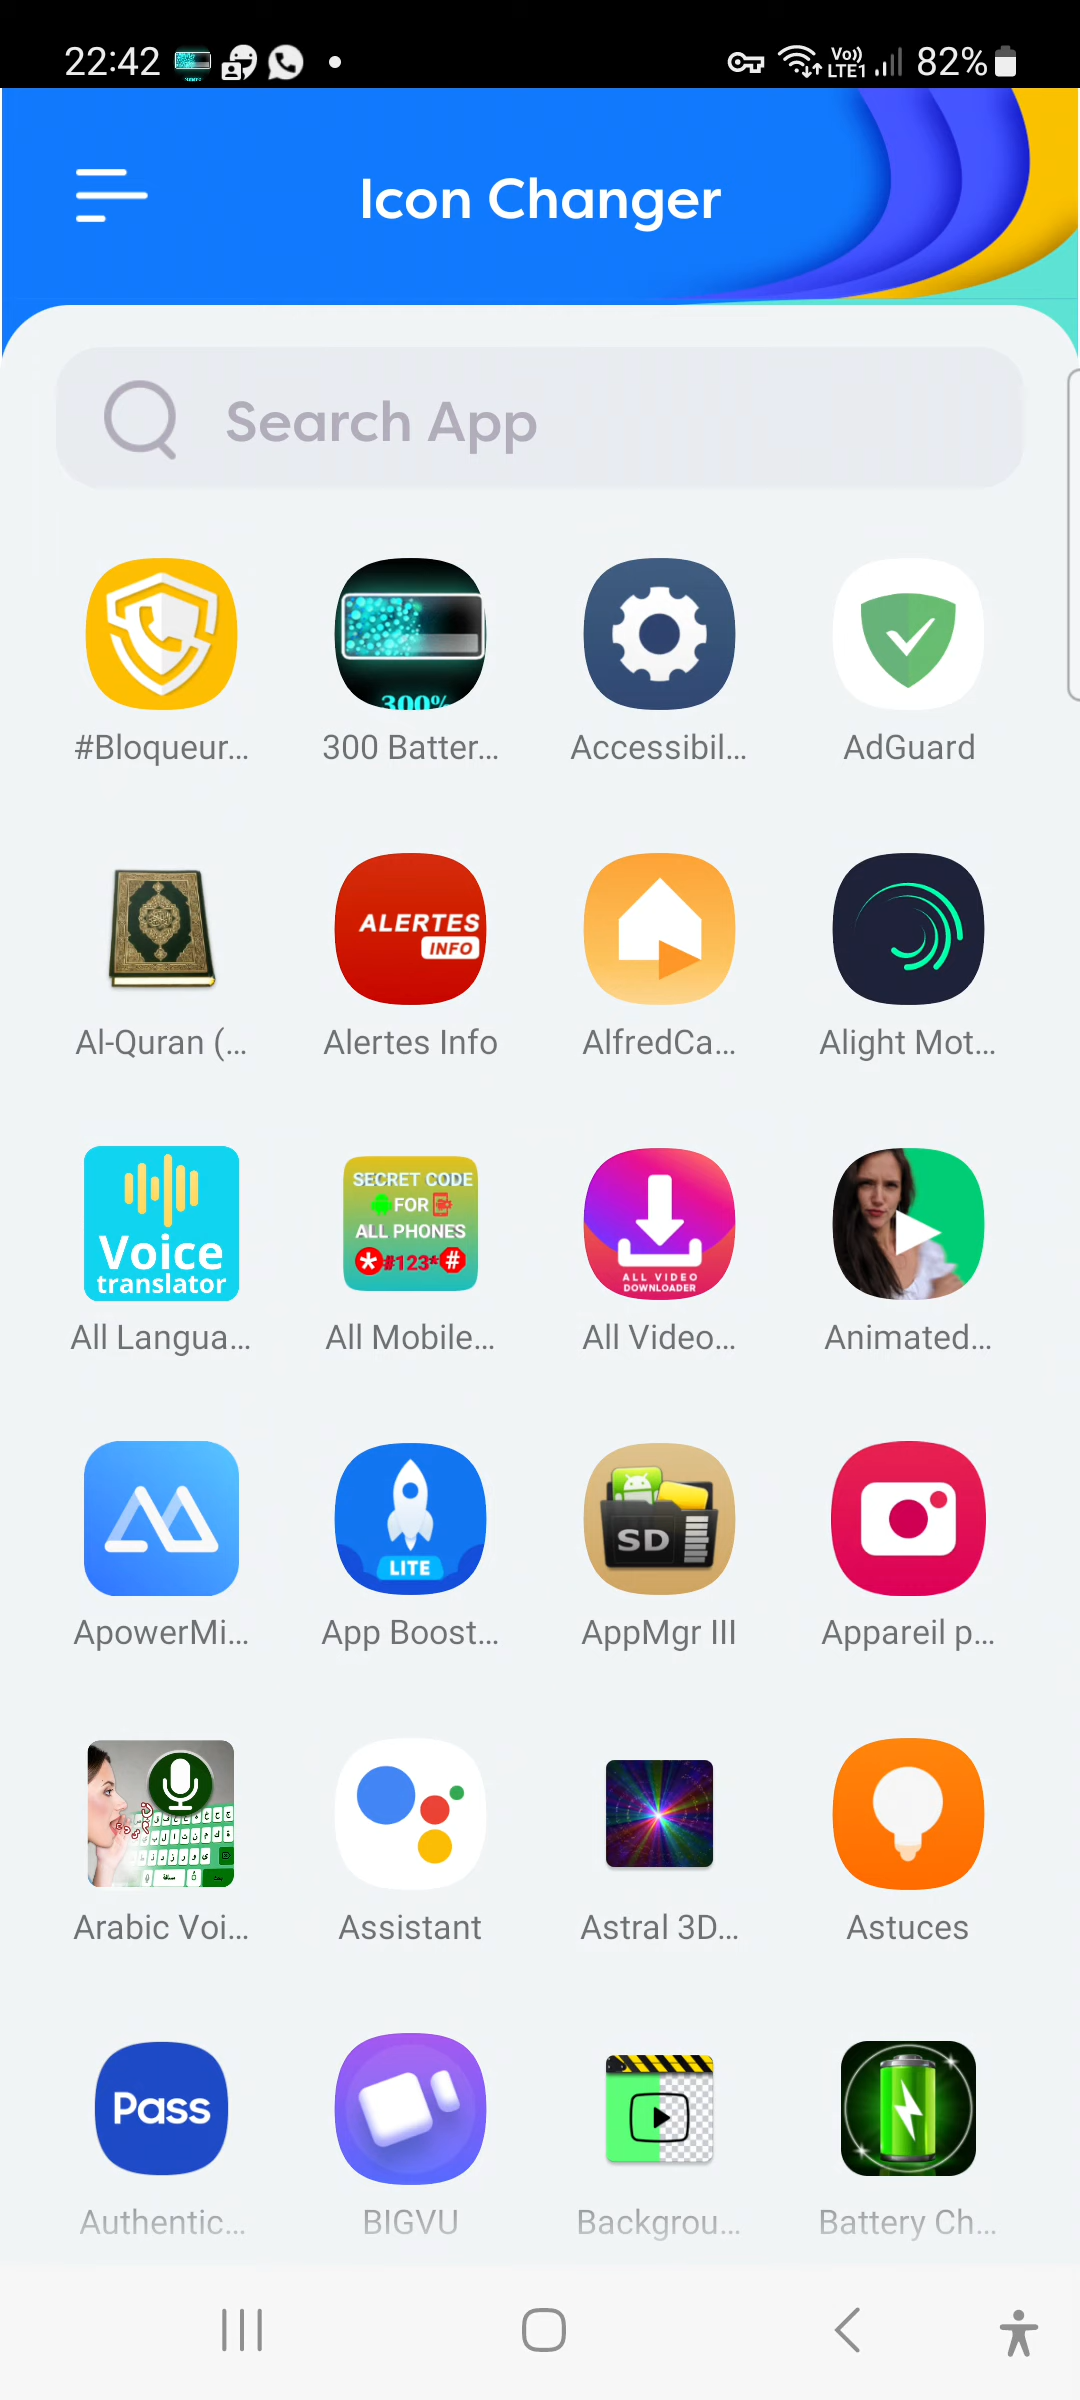 22:42
Vo))
LTE1
82%
Icon Changer
Search App
300%
#Bloqueur...
300 Batter...
Accessibil...
AdGuard
ALERTES
INFO
Al-Quran (...
Alertes Info
AlfredCa...
Alight Mot...
Voice
translator
SECRET CODE
FOR
ALL PHONES
*#123*#
ALL VIDEO
DOWNLOADER
All Langua...
All Mobile...
All Video...
Animated...
LITE
SD
ApowerMi...
App Boost...
AppMgr III
Appareil p...
Arabic Voi...
Assistant
Astral 3D...
Astuces
Pass
Authentic...
BIGVU
Backgrou...
Battery Ch...